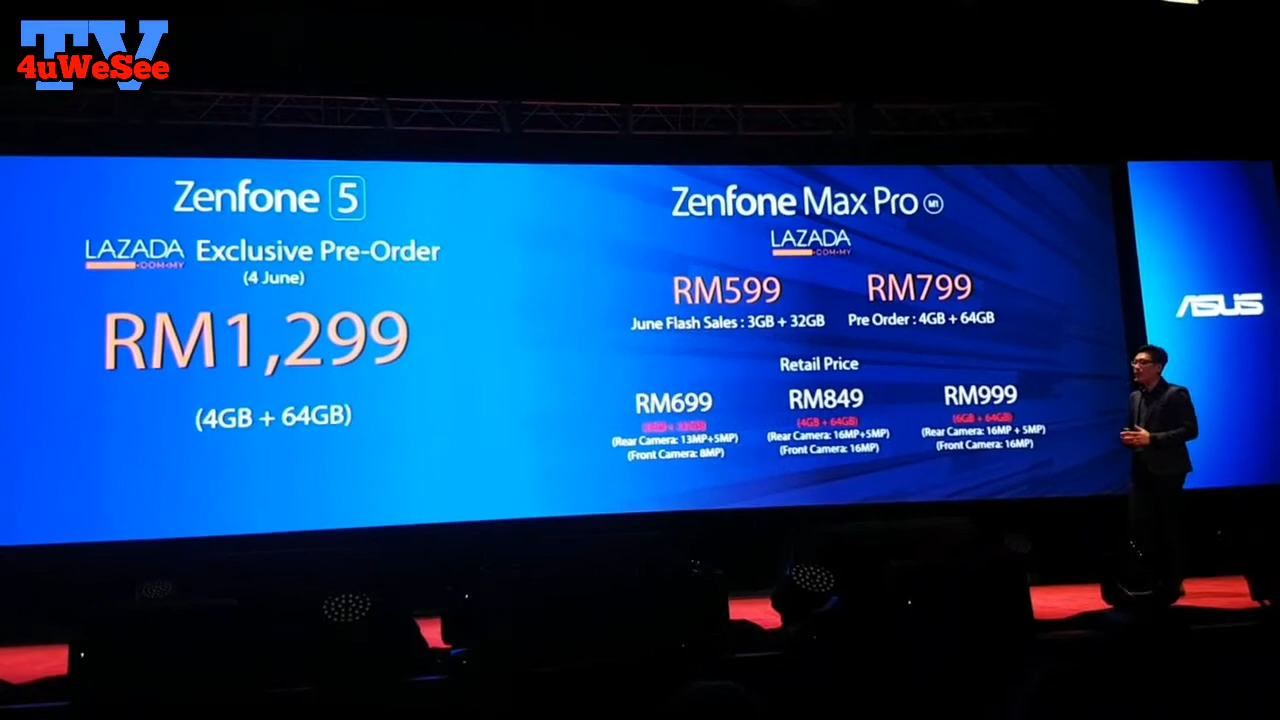 TV
4uWeSee
Zenfone 5
LAZADA Exclusive Pre-Order
.COM.MY
(4 June)
RM1,299
(4GB + 64GB)
Zenfone Max Pro M1
LAZADA
.COM.MY
RM599 RM799
June Flash Sales : 3GB + 32GB Pre Order : 4GB + 64GB
Retail Price
RM699 RM849 RM999
(4GB + 64GB) (6GB + 64GB)
(Rear Camera: 13MP+5MP) (Rear Camera: 16MP+5MP) (Rear Camera: 16MP + 5MP)
(Front Camera: 8MP) (Front Camera: 16MP) (Front Camera: 16MP)
ASUS